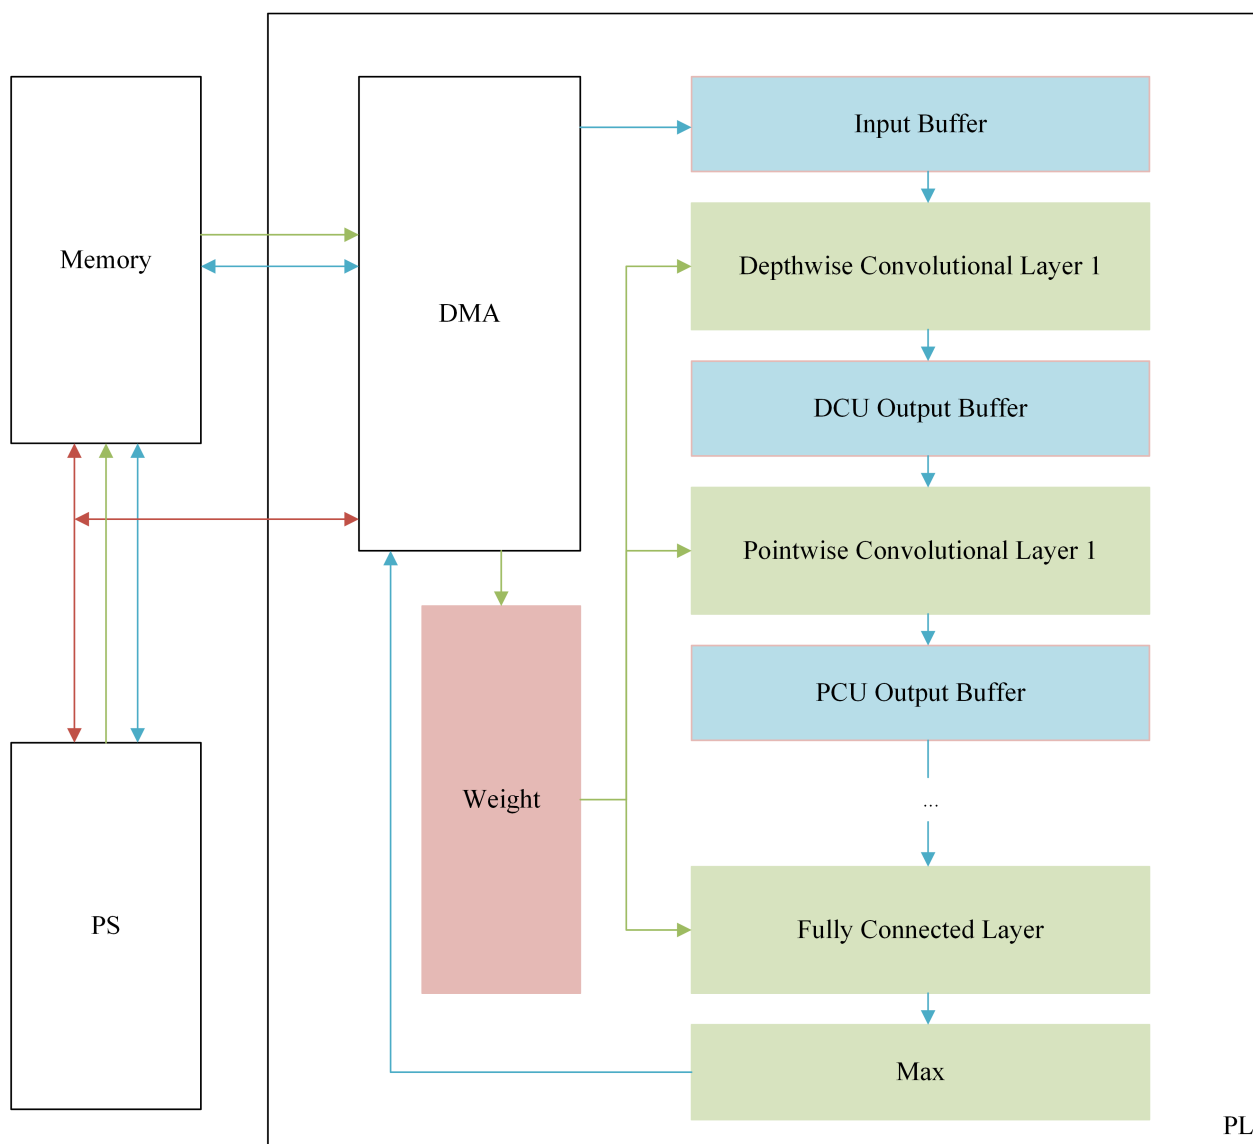 Memory
DMA
PS
Weight
Input Buffer
Depthwise Convolutional Layer 1
DCU Output Buffer
Pointwise Convolutional Layer 1
PCU Output Buffer
...
Fully Connected Layer
Max
PL